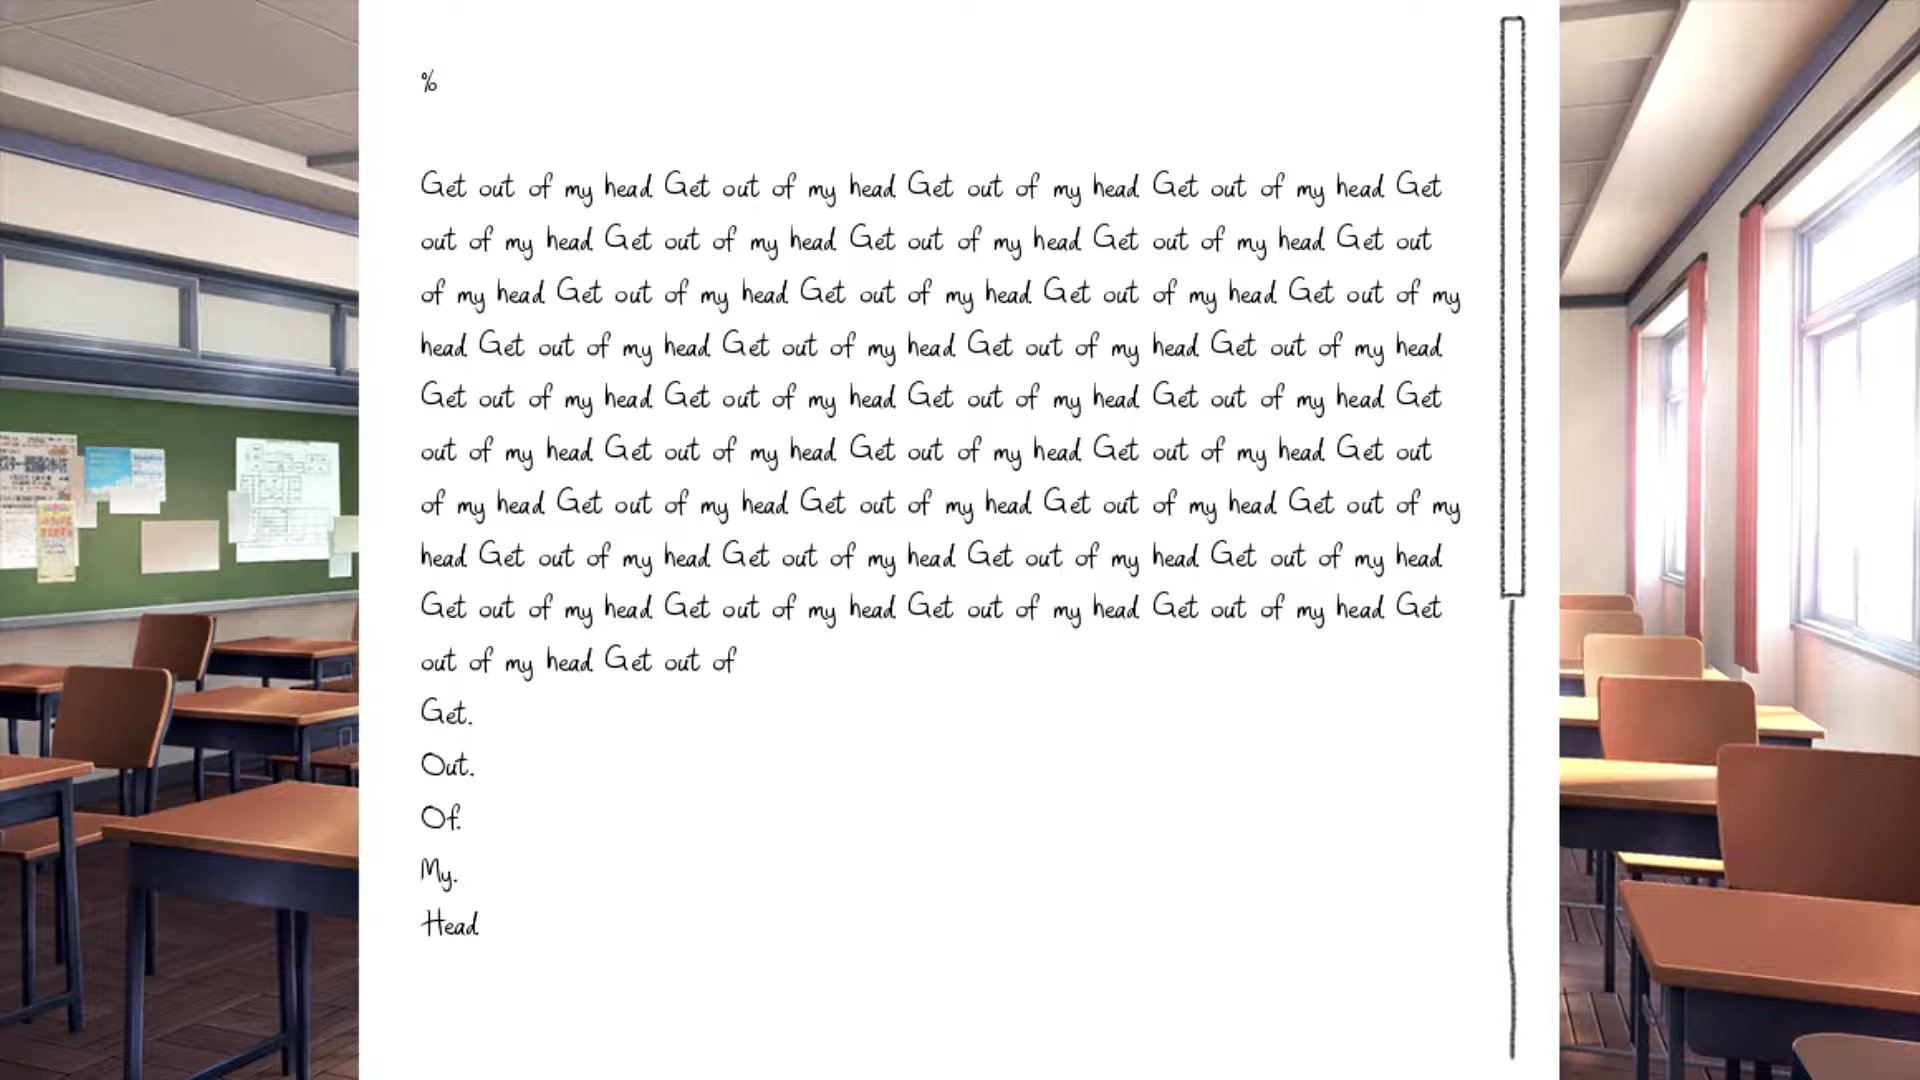 %
Get out of my head. Get out of my head. Get out of my head. Get out of my head. Get
out of my head. Get out of my head. Get out of my head. Get out of my head. Get out
of my head. Get out of my head. Get out of my head. Get out of my head. Get out of my
head. Get out of my head. Get out of my head. Get out of my head. Get out of my head.
Get out of my head. Get out of my head. Get out of my head. Get out of my head. Get
out of my head. Get out of my head. Get out of my head. Get out of my head. Get out
of my head. Get out of my head. Get out of my head. Get out of my head. Get out of my
head. Get out of my head. Get out of my head. Get out of my head. Get out of my head.
Get out of my head. Get out of my head. Get out of my head. Get out of my head. Get
out of my head. Get out of
Get.
Out.
Of.
My.
Head.